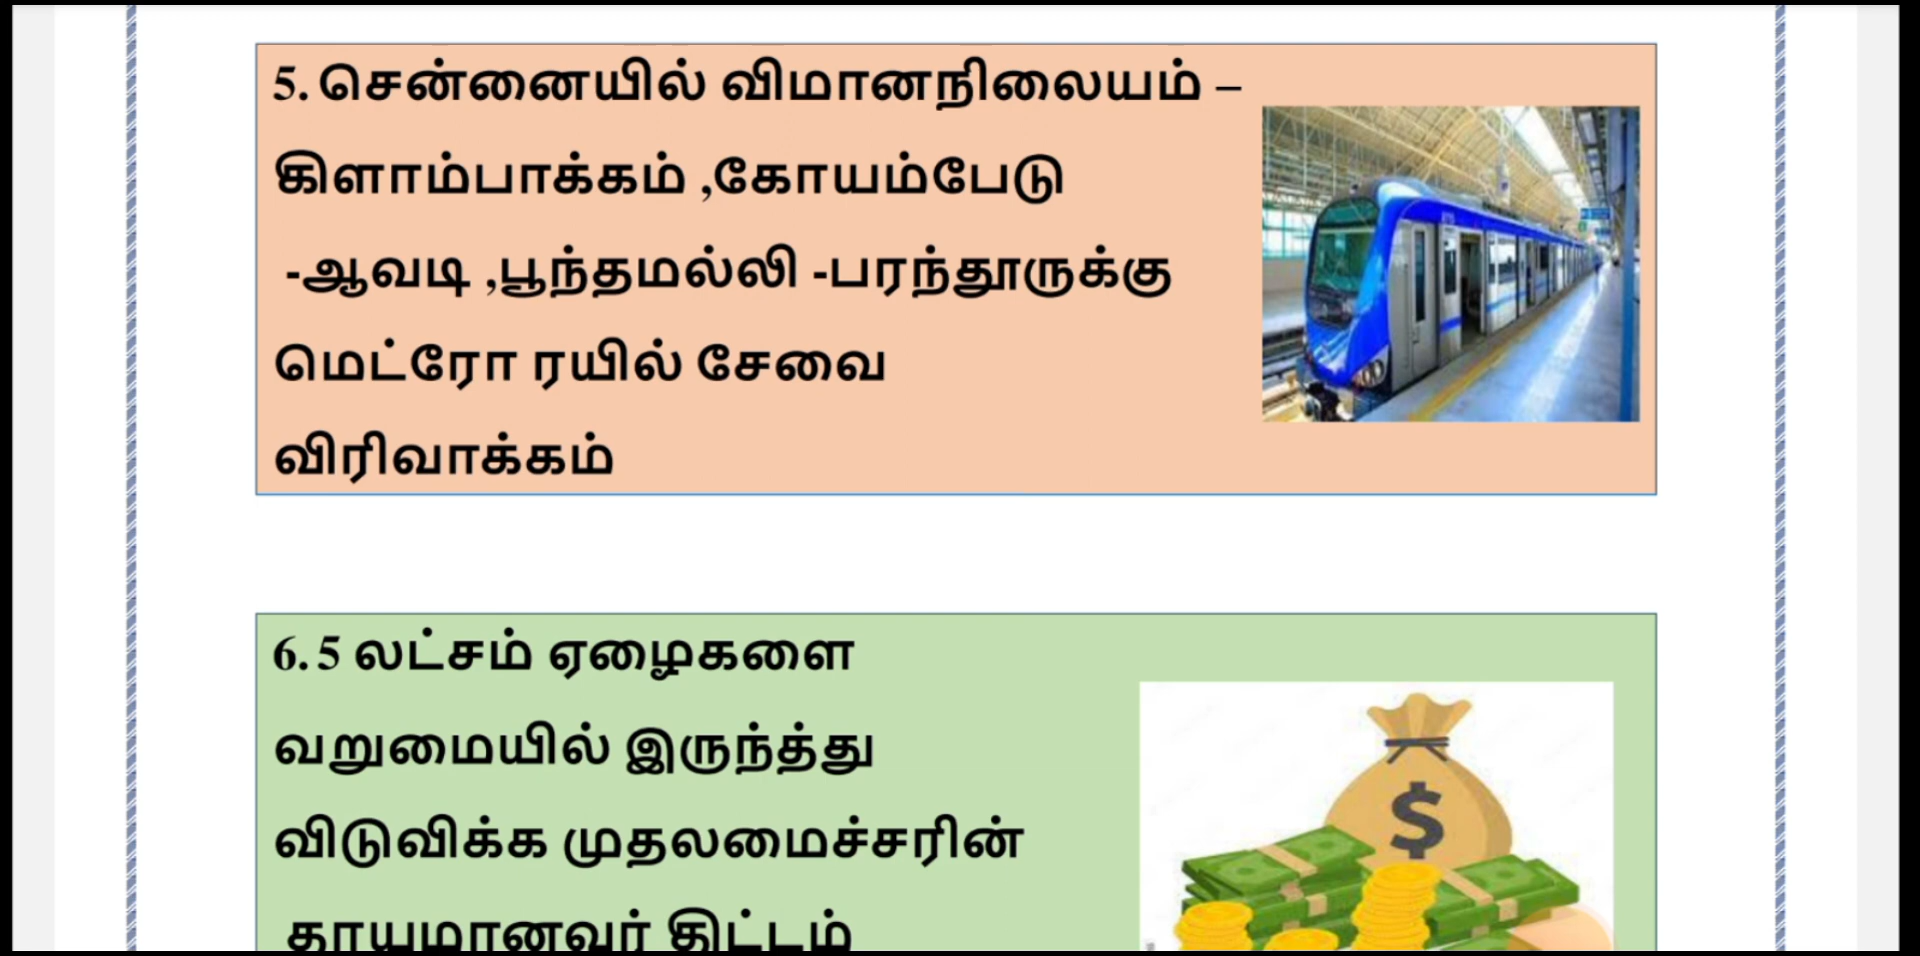 5. சென்னையில் விமானநிலையம் –
கிளாம்பாக்கம் ,கோயம்பேடு
-ஆவடி ,பூந்தமல்லி -பரந்தூருக்கு
மெட்ரோ ரயில் சேவை
விரிவாக்கம்
6. 5 லட்சம் ஏழைகளை
வறுமையில் இருந்த்து
விடுவிக்க முதலமைச்சரின்
தாயுமானவர் திட்டம்
$